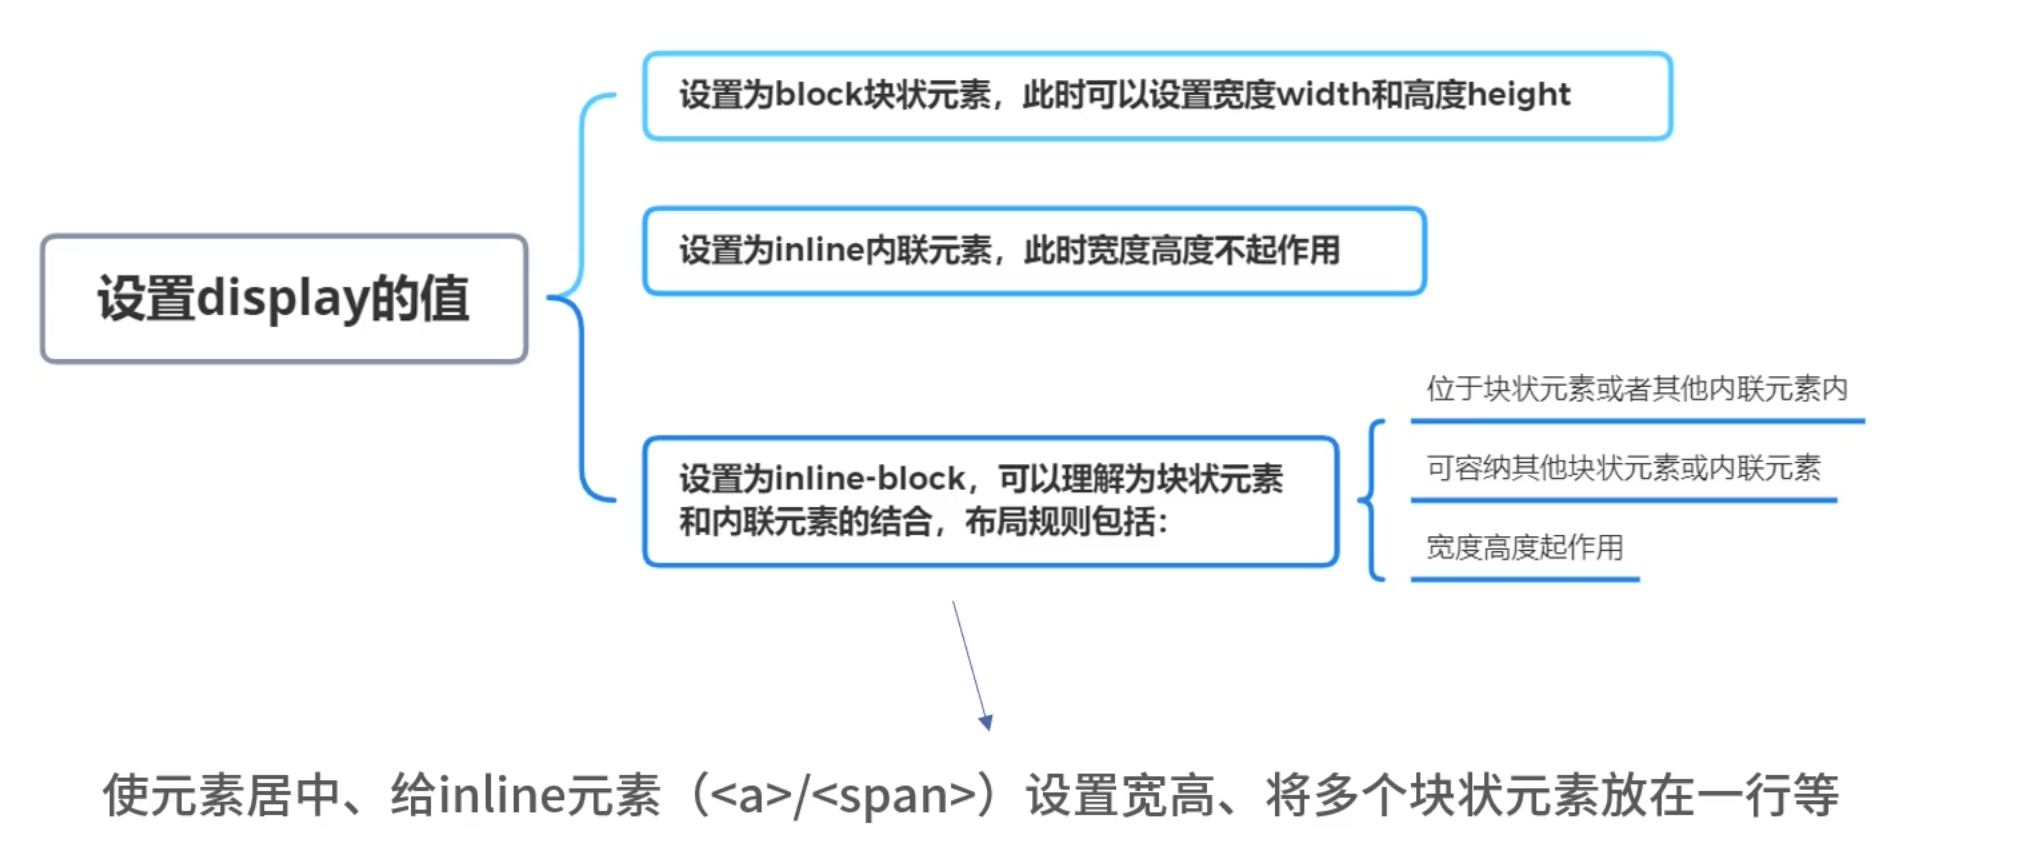 设置display的值
设置为block块状元素，此时可以设置宽度width和高度height
设置为inline内联元素，此时宽度高度不起作用
设置为inline-block，可以理解为块状元素
和内联元素的结合，布局规则包括：
位于块状元素或者其他内联元素内
可容纳其他块状元素或内联元素
宽度高度起作用
使元素居中、给inline元素（<a>/<span>）设置宽高、将多个块状元素放在一行等